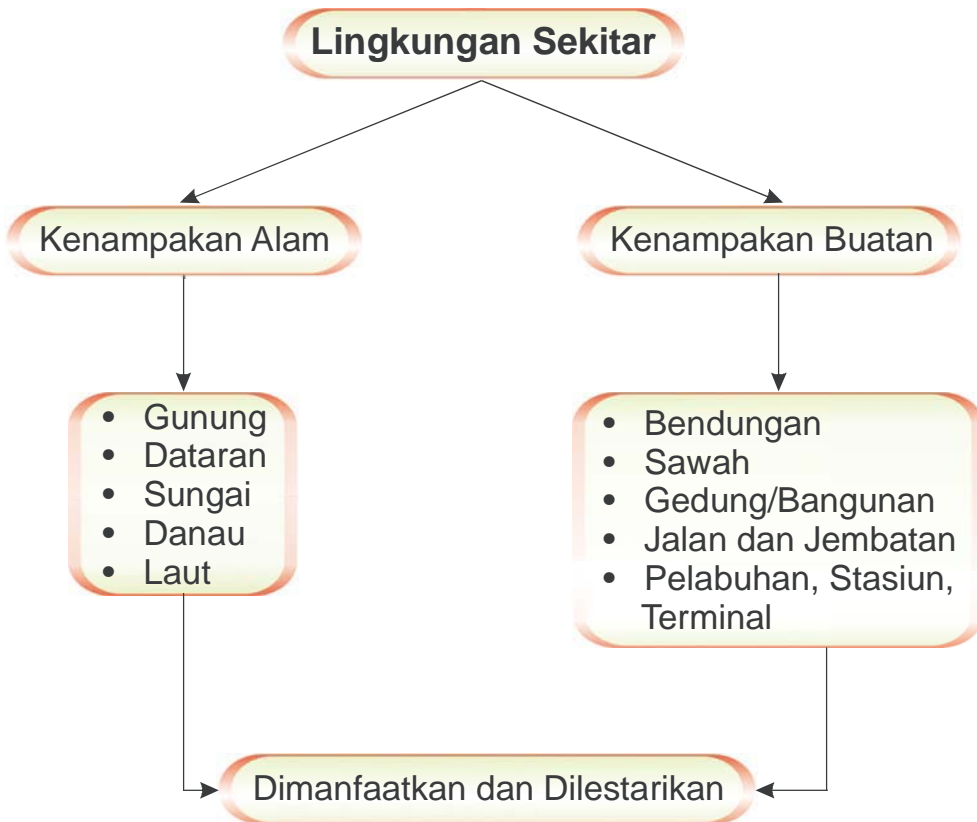 Lingkungan Sekitar
Kenampakan Alam
Kenampakan Buatan
• Gunung
• Dataran
• Sungai
• Danau
• Laut
• Bendungan
• Sawah
• Gedung/Bangunan
• Jalan dan Jembatan
• Pelabuhan, Stasiun,
Terminal
Dimanfaatkan dan Dilestarikan